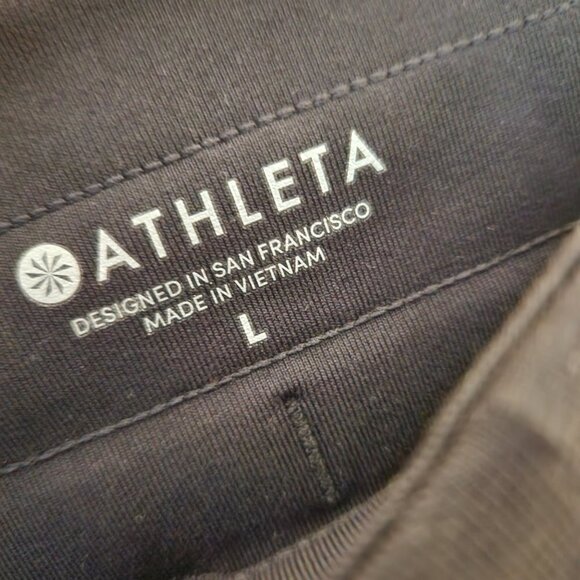 ATHLETA
DESIGNED IN SAN FRANCISCO
MADE IN VIETNAM
L